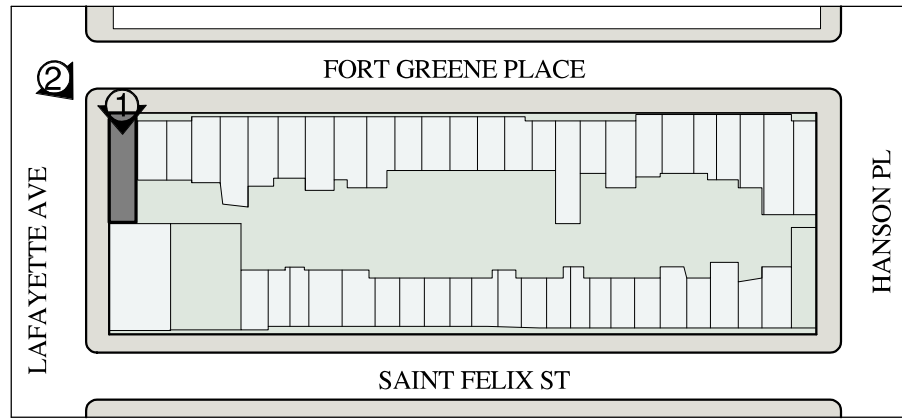 FORT GREENE PLACE
2
1
LAFAYETTE AVE
HANSON PL
SAINT FELIX ST